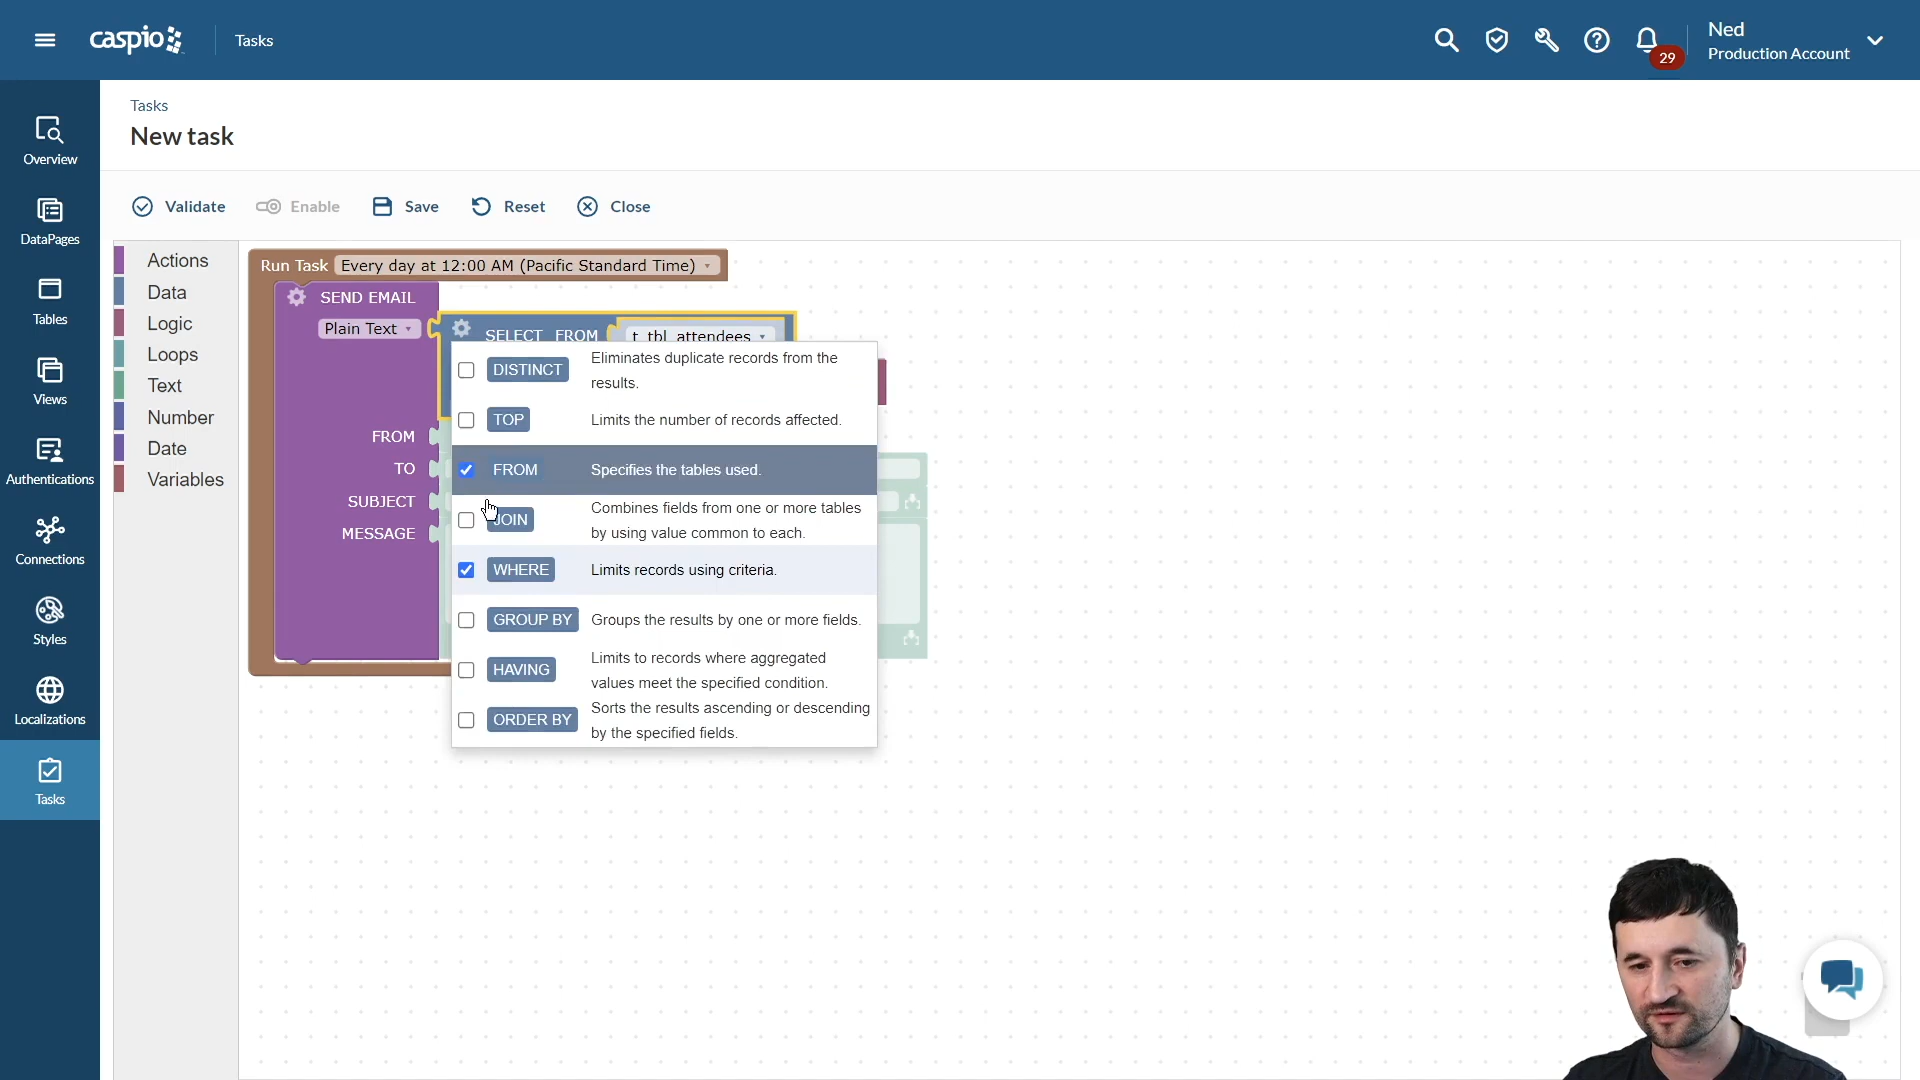 caspio
Tasks
29
Ned
Production Account
Overview
DataPages
Tables
Views
Authentications
Connections
Styles
Localizations
Tasks
Tasks
New task
Validate
Enable
Save
Reset
Close
Actions
Data
Logic
Loops
Text
Number
Date
Variables
Run Task Every day at 12:00 AM (Pacific Standard Time)
SEND EMAIL
Plain Text
SELECT FROM t_tbl_attendees
FROM
TO
SUBJECT
MESSAGE
DISTINCT Eliminates duplicate records from the
results.
TOP Limits the number of records affected.
FROM Specifies the tables used.
JOIN Combines fields from one or more tables
by using value common to each.
WHERE Limits records using criteria.
GROUP BY Groups the results by one or more fields.
HAVING Limits to records where aggregated
values meet the specified condition.
ORDER BY Sorts the results ascending or descending
by the specified fields.